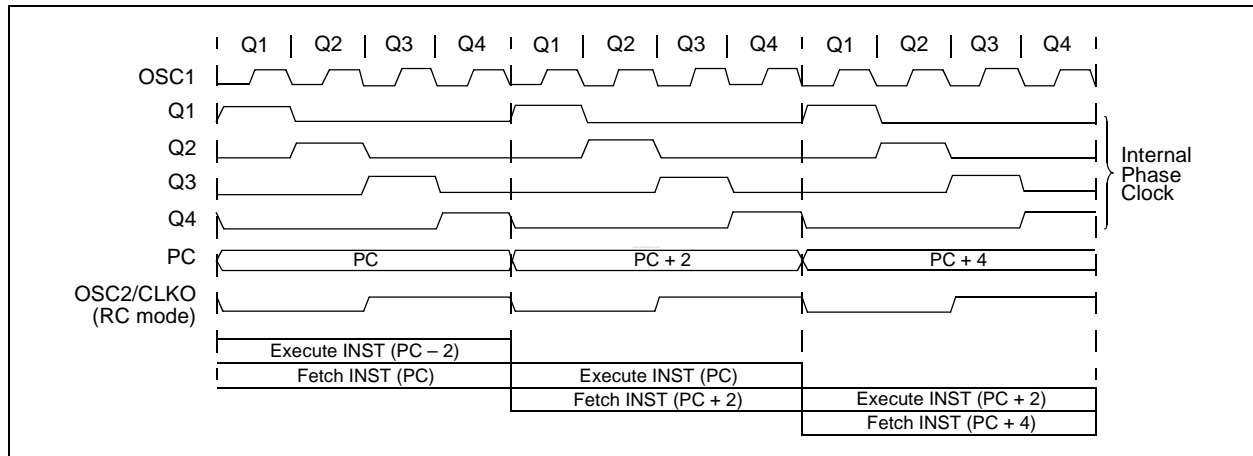 Q1 | Q2 | Q3 | Q4 | Q1 | Q2 | Q3 | Q4 | Q1 | Q2 | Q3 | Q4
OSC1
Q1
Q2
Q3
Q4
Internal
Phase
Clock
PC
PC
PC + 2
PC + 4
OSC2/CLKO
(RC mode)
Execute INST (PC – 2)
Fetch INST (PC)
Execute INST (PC)
Fetch INST (PC + 2)
Execute INST (PC + 2)
Fetch INST (PC + 4)